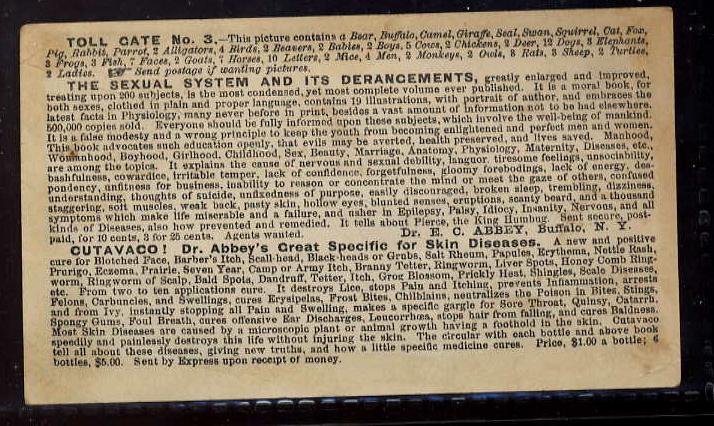 TOLL GATE No. 3.—This picture contains a Bear, Buffalo, Camel, Giraffe, Seal, Swan, Squirrel, Cat, Fox,
Pig, Rabbit, Parrot, 2 Alligators, 4 Birds, 2 Beavers, 2 Babies, 2 Boys, 5 Cows, 2 Chickens, 2 Deer, 12 Dogs, 3 Elephants,
3 Frogs, 3 Fish, 7 Faces, 2 Goats, 7 Horses, 10 Letters, 2 Mice, 4 Men, 2 Monkeys, 2 Owls, 8 Rats, 3 Sheep, 2 Turtles,
2 Ladies. ☞ Send postage if wanting pictures.
THE SEXUAL SYSTEM AND ITS DERANGEMENTS, greatly enlarged and improved,
treating upon 200 subjects, is the most condensed, yet most complete volume ever published. It is a moral book, for
both sexes, clothed in plain and proper language, contains 19 illustrations, with portrait of author, and embraces the
latest facts in Physiology, many never before in print, besides a vast amount of information not to be had elsewhere.
500,000 copies sold. Everyone should be fully informed upon these subjects, which involve the well-being of mankind.
It is a false modesty and a wrong principle to keep the youth from becoming enlightened and perfect men and women.
This book advocates such education openly, that evils may be averted, health preserved, and lives saved. Manhood,
Womanhood, Boyhood, Girlhood, Childhood, Sex, Beauty, Marriage, Anatomy, Physiology, Maternity, Diseases, etc.
are among the topics. It explains the cause of nervous and sexual debility, languor, tiresome feelings, unsociability,
bashfulness, cowardice, irritable temper, lack of confidence, forgetfulness, gloomy forebodings, lack of energy, des-
pondency, unfitness for business, inability to reason or concentrate the mind or meet the gaze of others, confused
understanding, thoughts of suicide, unfixedness of purpose, easily discouraged, broken sleep, trembling, dizziness,
staggering, soft muscles, weak back, pasty skin, hollow eyes, blunted senses, eruptions, scanty beard, and a thousand
symptoms which make life miserable and a failure, and usher in Epilepsy, Palsy, Idiocy, Insanity, Nervous, and all
kinds of Diseases, also how prevented and remedied. It tells about Pierce, the King Humbug. Sent secure, post-
paid, for 10 cents, 3 for 25 cents. Agents wanted. Dr. E. C. ABBEY, Buffalo, N. Y.
CUTAVACO! Dr. Abbey's Great Specific for Skin Diseases. A new and positive
cure for Blotched Face, Barber's Itch, Scall-head, Black-heads or Grubs, Salt Rheum, Papules, Erythema, Nettle Rash,
Prurigo, Eczema, Prairie, Seven Year, Camp or Army Itch, Branny Tetter, Ringworm, Liver Spots, Honey Comb Ring-
worm, Ringworm of Scalp, Bald Spots, Dandruff, Tetter, Itch, Grog Blossom, Prickly Heat, Shingles, Scale Diseases,
etc. From two to ten applications cure. It destroys Lice, stops Pain and Itching, prevents Inflammation, arrests
Felons, Carbuncles, and Swellings, cures Erysipelas, Frost Bites, Chilblains, neutralizes the Poison in Bites, Stings,
and from Ivy, instantly stopping all Pain and Swelling, makes a specific gargle for Sore Throat, Quinsy, Catarrh,
Spongy Gums, Foul Breath, cures offensive Ear Discharges, Leucorrhea, stops hair from falling, and cures Baldness.
Most Skin Diseases are caused by a microscopic plant or animal growth having a foothold in the skin. Cutavaco
speedily and painlessly destroys this life without injuring the skin. The circular with each bottle and above book
tell all about these diseases, giving new truths, and how a little specific medicine cures. Price, $1.00 a bottle; 6
bottles, $5.00. Sent by Express upon receipt of money.